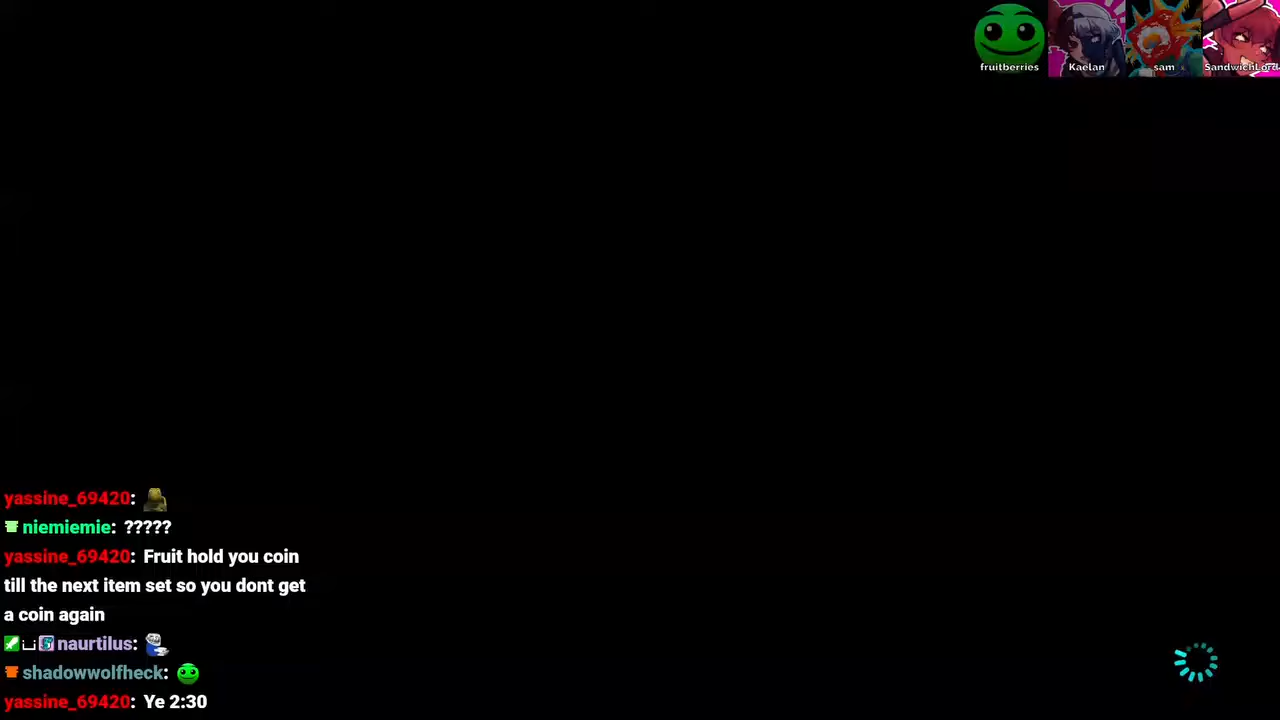 fruitberries Kaelan sam SandwichLord
yassine_69420:
niemiemie: ?????
yassine_69420: Fruit hold you coin
till the next item set so you dont get
a coin again
naurtilus:
shadowwolfheck:
yassine_69420: Ye 2:30